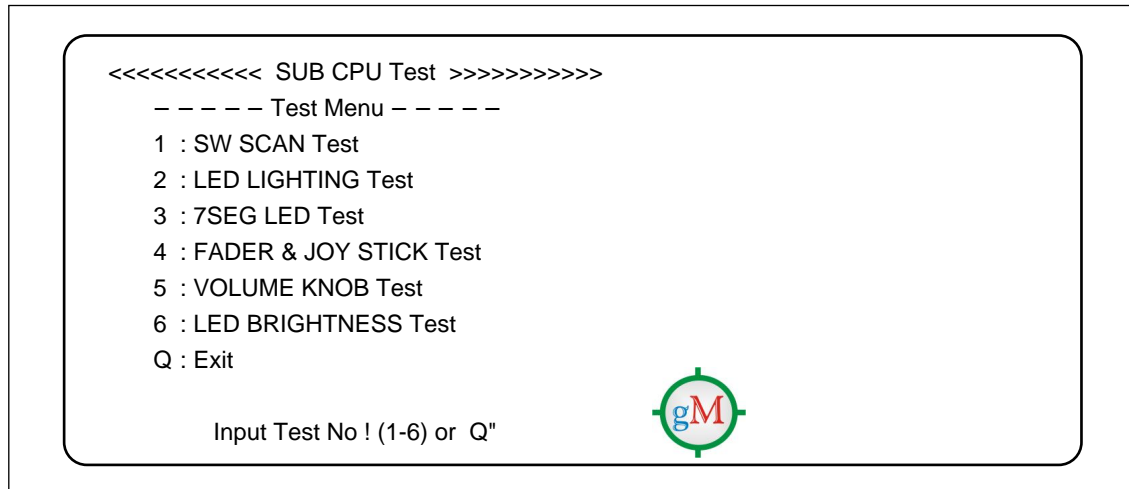 <<<<<<<<<<< SUB CPU Test >>>>>>>>>>>
– – – – – Test Menu – – – – –
1 : SW SCAN Test
2 : LED LIGHTING Test
3 : 7SEG LED Test
4 : FADER & JOY STICK Test
5 : VOLUME KNOB Test
6 : LED BRIGHTNESS Test
Q : Exit
Input Test No ! (1-6) or Q"
gM